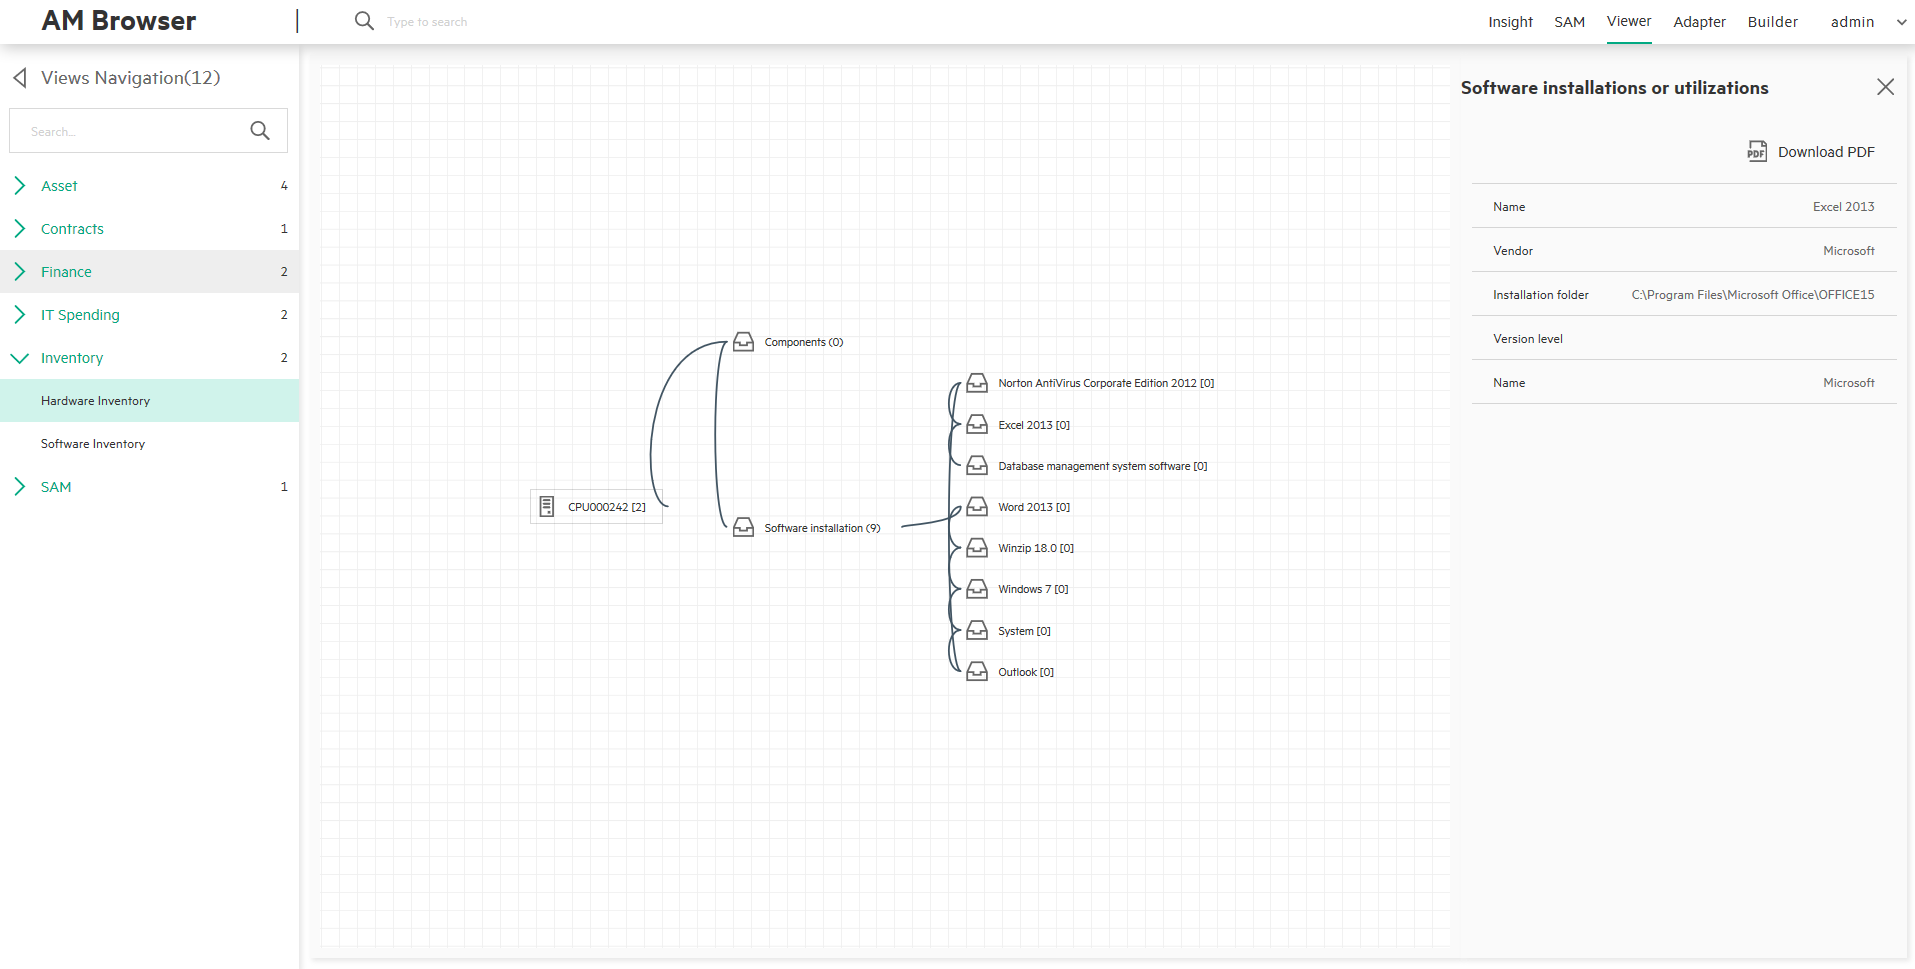 AM Browser
Type to search
Insight SAM Viewer Adapter Builder admin
Views Navigation(12)
Search...
Asset 4
Contracts 1
Finance 2
IT Spending 2
Inventory 2
Hardware Inventory
Software Inventory
SAM 1
CPU000242 [2]
Components (0)
Software installation (9)
Norton AntiVirus Corporate Edition 2012 [0]
Excel 2013 [0]
Database management system software [0]
Word 2013 [0]
Winzip 18.0 [0]
Windows 7 [0]
System [0]
Outlook [0]
Software installations or utilizations
PDF Download PDF
Name Excel 2013
Vendor Microsoft
Installation folder C:\Program Files\Microsoft Office\OFFICE15
Version level
Name Microsoft